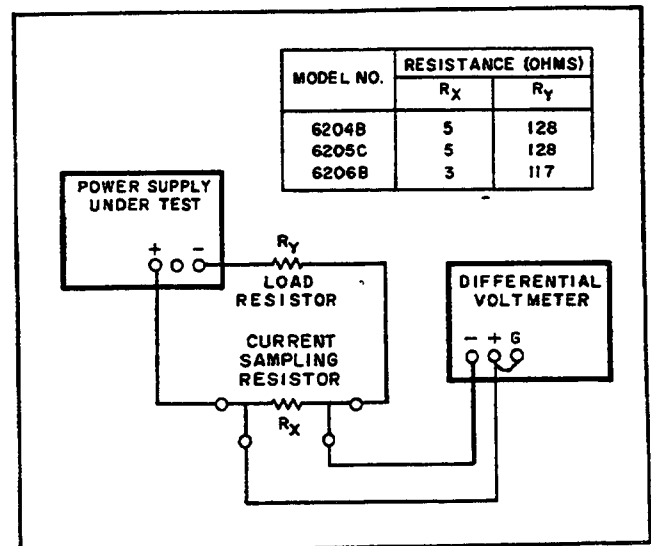 MODEL NO. RESISTANCE (OHMS)
RX RY
6204B 5 128
6205C 5 128
6206B 3 117
POWER SUPPLY
UNDER TEST
+ -
RY
LOAD
RESISTOR
DIFFERENTIAL
VOLTMETER
- + G
CURRENT
SAMPLING
RESISTOR
RX